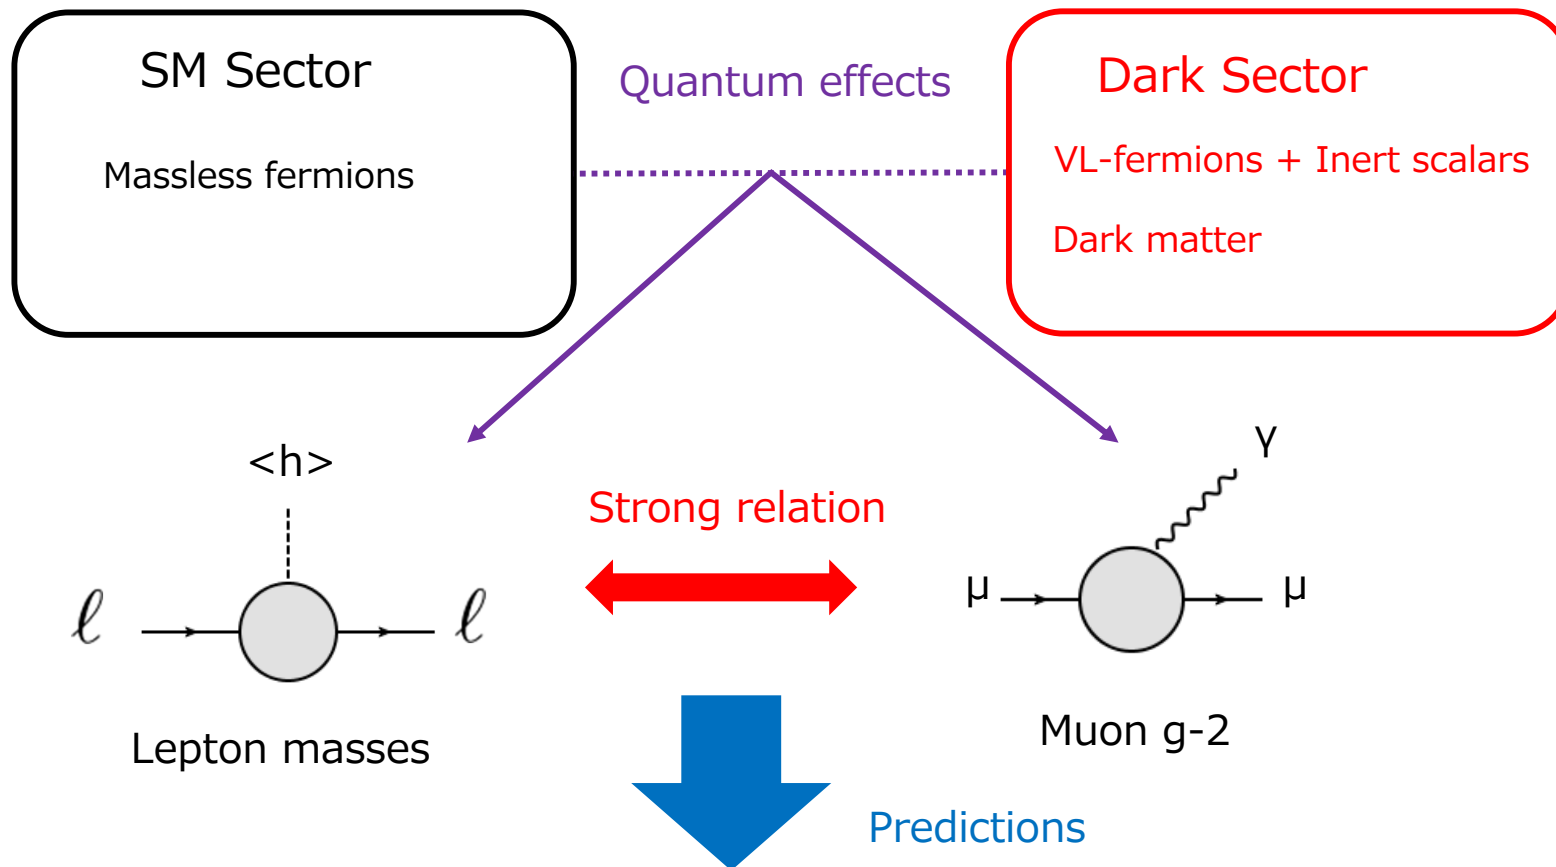 SM Sector
Quantum effects
Dark Sector
Massless fermions
VL-fermions + Inert scalars
Dark matter
<h>
γ
Strong relation
ℓ
ℓ
μ
μ
Lepton masses
Muon g-2
Predictions